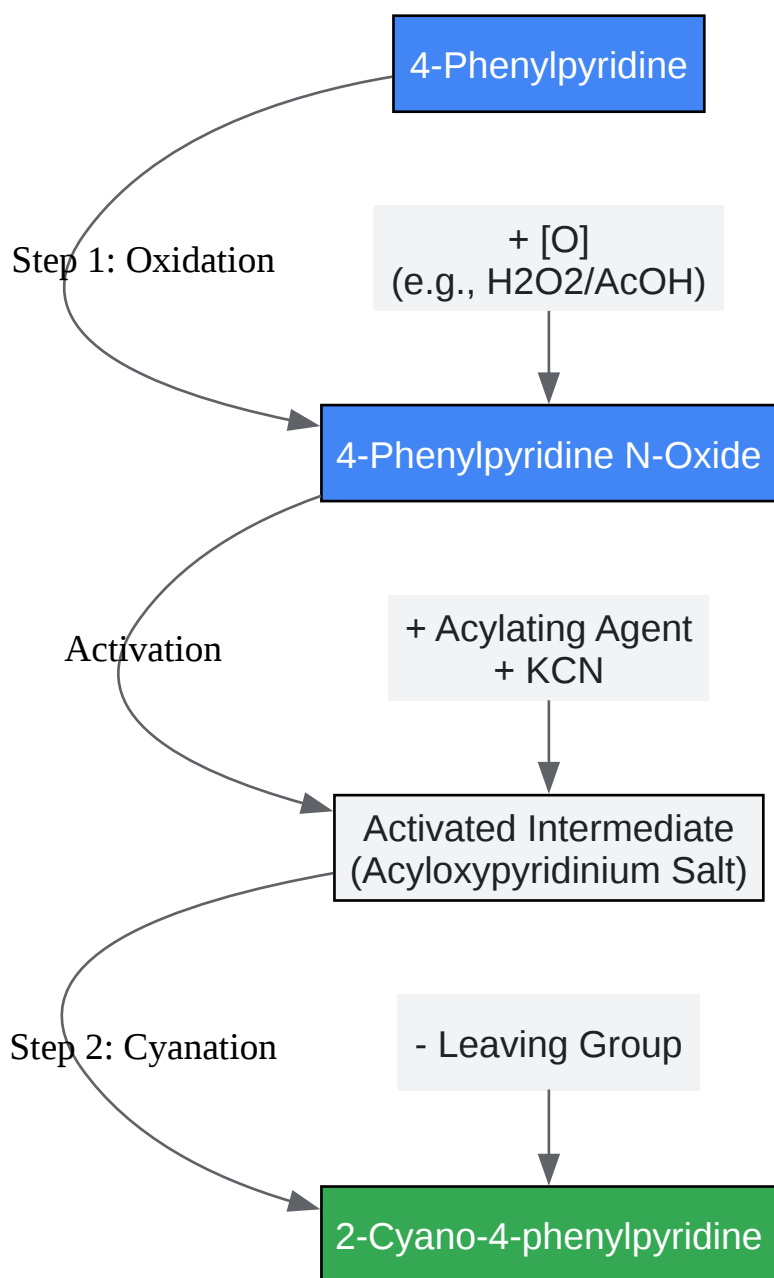 4-Phenylpyridine
+ [O]
(e.g., H2O2/AcOH)
Step 1: Oxidation
4-Phenylpyridine N-Oxide
+ Acylating Agent
+ KCN
Activation
Activated Intermediate
(Acyloxypyridinium Salt)
- Leaving Group
Step 2: Cyanation
2-Cyano-4-phenylpyridine